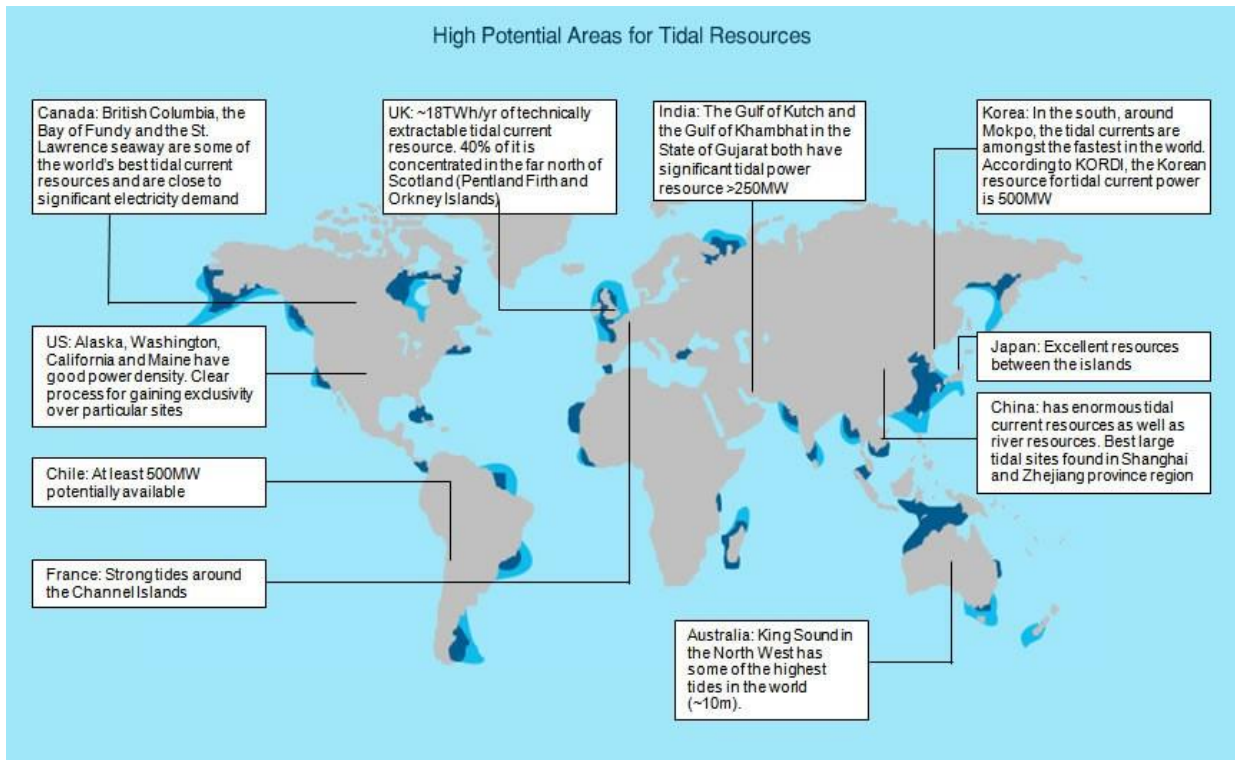 High Potential Areas for Tidal Resources
Canada: British Columbia, the
Bay of Fundy and the St.
Lawrence seaway are some of
the world's best tidal current
resources and are close to
significant electricity demand
UK: ~18TWh/yr of technically
extractable tidal current
resource. 40% of it is
concentrated in the far north of
Scotland (Pentland Firth and
Orkney Islands)
India: The Gulf of Kutch and
the Gulf of Khambhat in the
State of Gujarat both have
significant tidal power
resource >250MW
Korea: In the south, around
Mokpo, the tidal currents are
amongst the fastest in the world.
According to KORDI, the Korean
resource for tidal current power
is 500MW
US: Alaska, Washington,
California and Maine have
good power density. Clear
process for gaining exclusivity
over particular sites
Japan: Excellent resources
between the islands
China: has enormous tidal
current resources as well as
river resources. Best large
tidal sites found in Shanghai
and Zhejiang province region
Chile: At least 500MW
potentially available
France: Strong tides around
the Channel Islands
Australia: King Sound in
the North West has
some of the highest
tides in the world
(~10m).